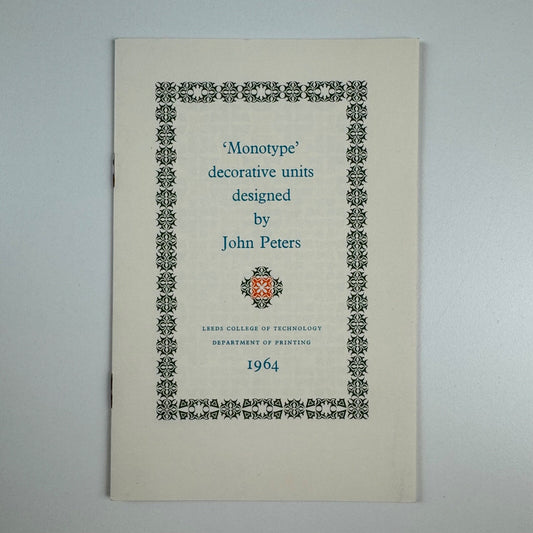 ‘Monotype’
decorative units
designed
by
John Peters
LEEDS COLLEGE OF TECHNOLOGY
DEPARTMENT OF PRINTING
1964